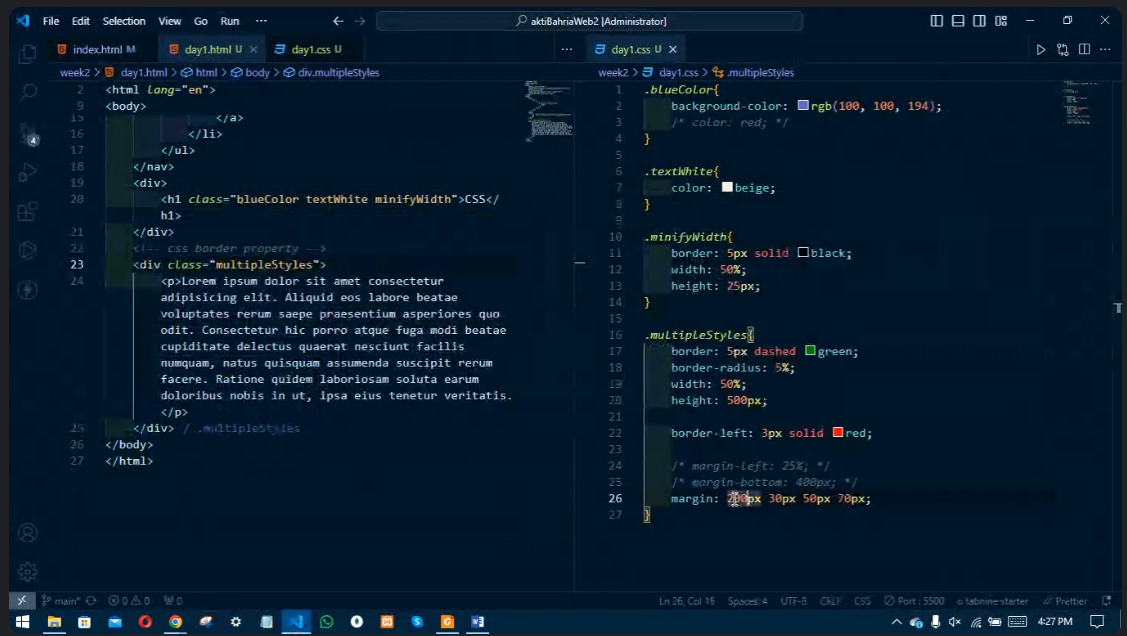 File Edit Selection View Go Run ··· aktiBahriaWeb2 [Administrator]
index.html M day1.html U day1.css U
week2 > day1.html > html > body > div.multipleStyles
2 <html lang="en">
9 <body>
15 </a>
16 </li>
17 </ul>
18 </nav>
19 <div>
20 <h1 class="blueColor textWhite minifyWidth">CSS</
h1>
21 </div>
22 <!-- css border property -->
23 <div class="multipleStyles">
24 <p>Lorem ipsum dolor sit amet consectetur
adipisicing elit. Aliquid eos labore beatae
voluptates rerum saepe praesentium asperiores quo
odit. Consectetur hic porro atque fuga modi beatae
cupiditate delectus quaerat nesciunt facilis
numquam, natus quisquam assumenda suscipit rerum
facere. Ratione quidem laboriosam soluta earum
doloribus nobis in ut, ipsa eius tenetur veritatis.
</p>
25 </div> / .multipleStyles
26 </body>
27 </html>
day1.css U
week2 > day1.css > .multipleStyles
1 .blueColor{
2 background-color: rgb(100, 100, 194);
3 /* color: red; */
4 }
5
6 .textWhite{
7 color: beige;
8 }
9
10 .minifyWidth{
11 border: 5px solid black;
12 width: 50%;
13 height: 25px;
14 }
15
16 .multipleStyles{
17 border: 5px dashed green;
18 border-radius: 5%;
19 width: 50%;
20 height: 500px;
21
22 border-left: 3px solid red;
23
24 /* margin-left: 25%; */
25 /* margin-bottom: 400px; */
26 margin: 200px 30px 50px 70px;
27 }
4
main* 0 0 0 Ln 26, Col 16 Spaces: 4 UTF-8 CRLF CSS Port : 5500 tabnine starter Prettier
4:27 PM